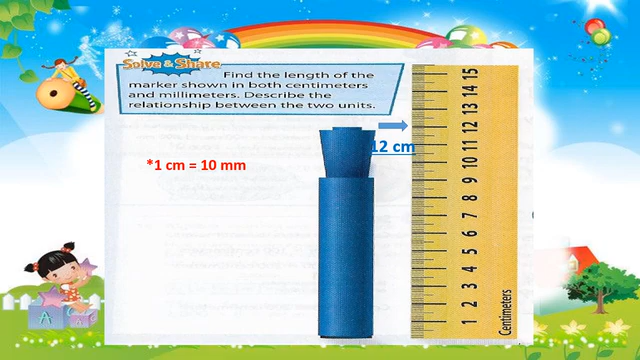 Solve & Share
Find the length of the
marker shown in both centimeters
and millimeters. Describe the
relationship between the two units.
12 cm
*1 cm = 10 mm
1 2 3 4 5 6 7 8 9 10 11 12 13 14 15
Centimeters
A